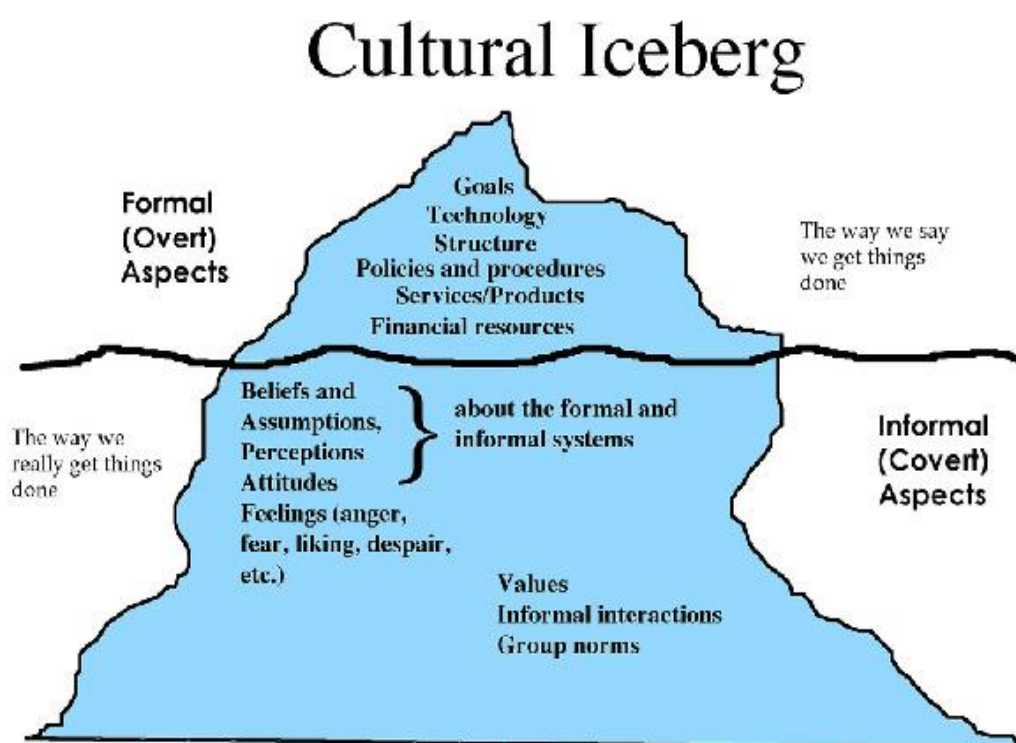 Cultural Iceberg
Formal
(Overt)
Aspects
Goals
Technology
Structure
Policies and procedures
Services/Products
Financial resources
The way we say
we get things
done
The way we
really get things
done
Beliefs and
Assumptions,
Perceptions
Attitudes
Feelings (anger,
fear, liking, despair,
etc.)
about the formal and
informal systems
Values
Informal interactions
Group norms
Informal
(Covert)
Aspects